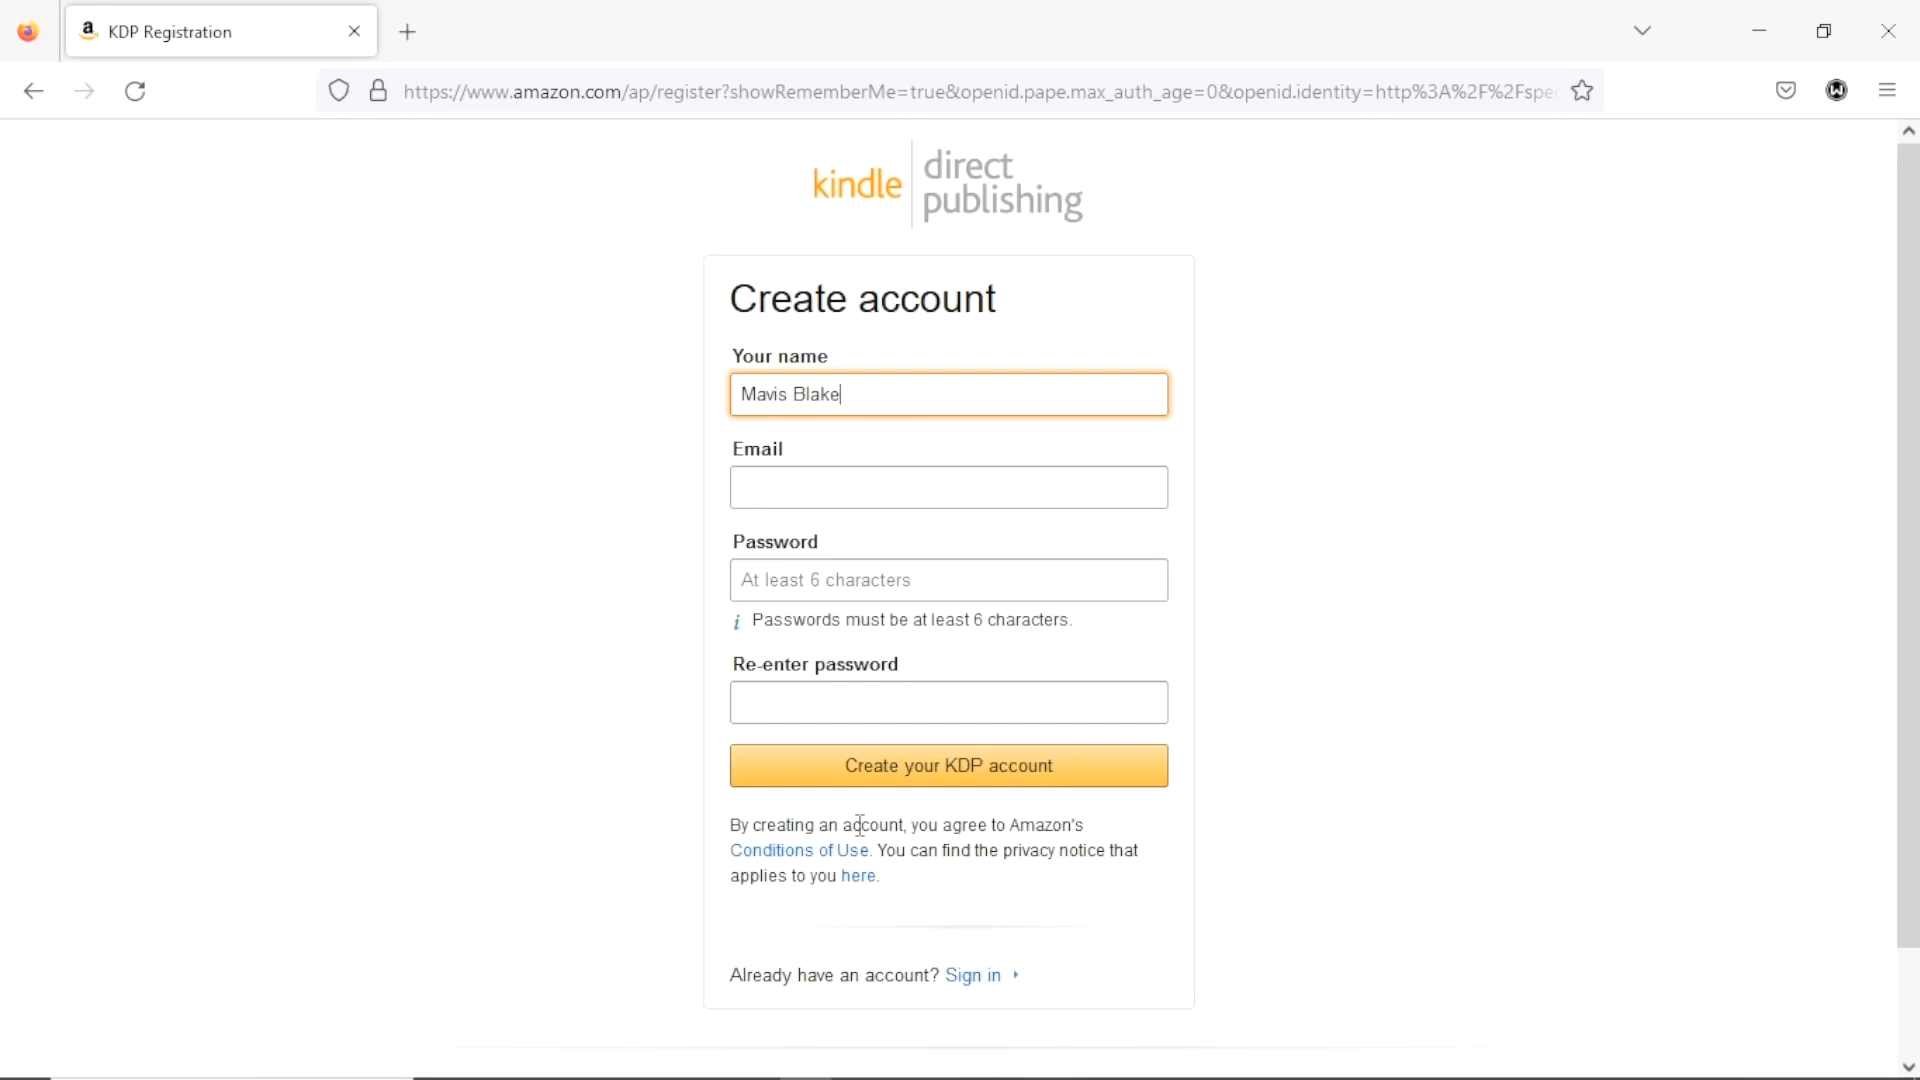 KDP Registration
https://www.amazon.com/ap/register?showRememberMe=true&openid.pape.max_auth_age=0&openid.identity=http%3A%2F%2Fspe
kindle
direct
publishing
Create account
Your name
Mavis Blake
Email
Password
At least 6 characters
i Passwords must be at least 6 characters.
Re-enter password
Create your KDP account
By creating an account, you agree to Amazon's
Conditions of Use. You can find the privacy notice that
applies to you here.
Already have an account? Sign in